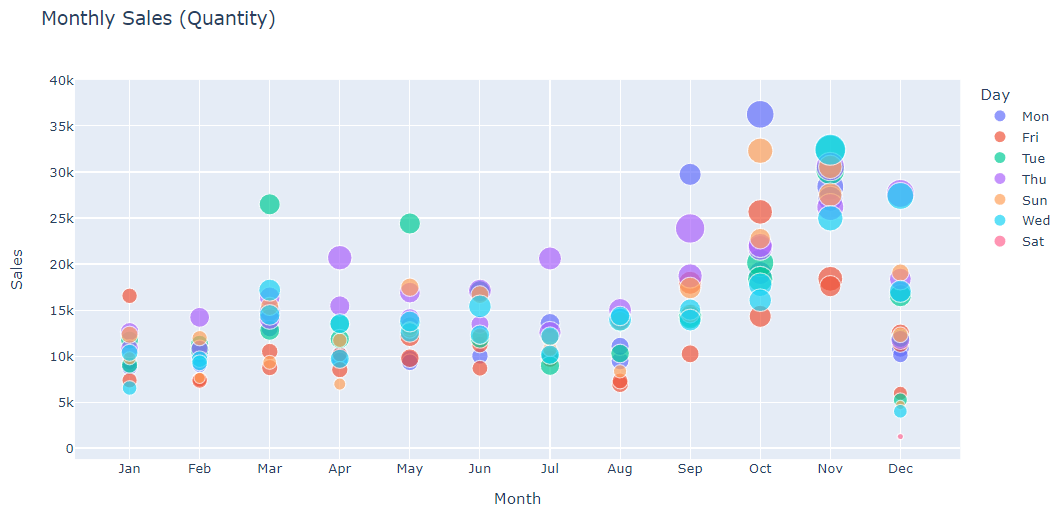 Monthly Sales (Quantity)
40k
35k
30k
25k
20k
15k
10k
5k
0
Sales
Jan Feb Mar Apr May Jun Jul Aug Sep Oct Nov Dec
Month
Day
Mon
Fri
Tue
Thu
Sun
Wed
Sat